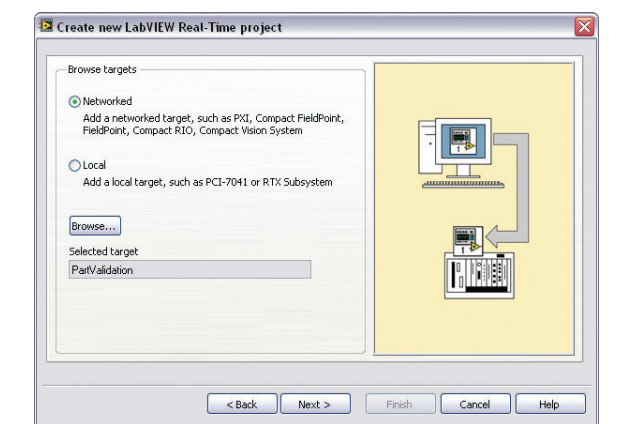 Create new LabVIEW Real-Time project
Browse targets
Networked
Add a networked target, such as PXI, Compact FieldPoint,
FieldPoint, Compact RIO, Compact Vision System
Local
Add a local target, such as PCI-7041 or RTX Subsystem
Browse...
Selected target
PartValidation
1
1
< Back Next > Finish Cancel Help